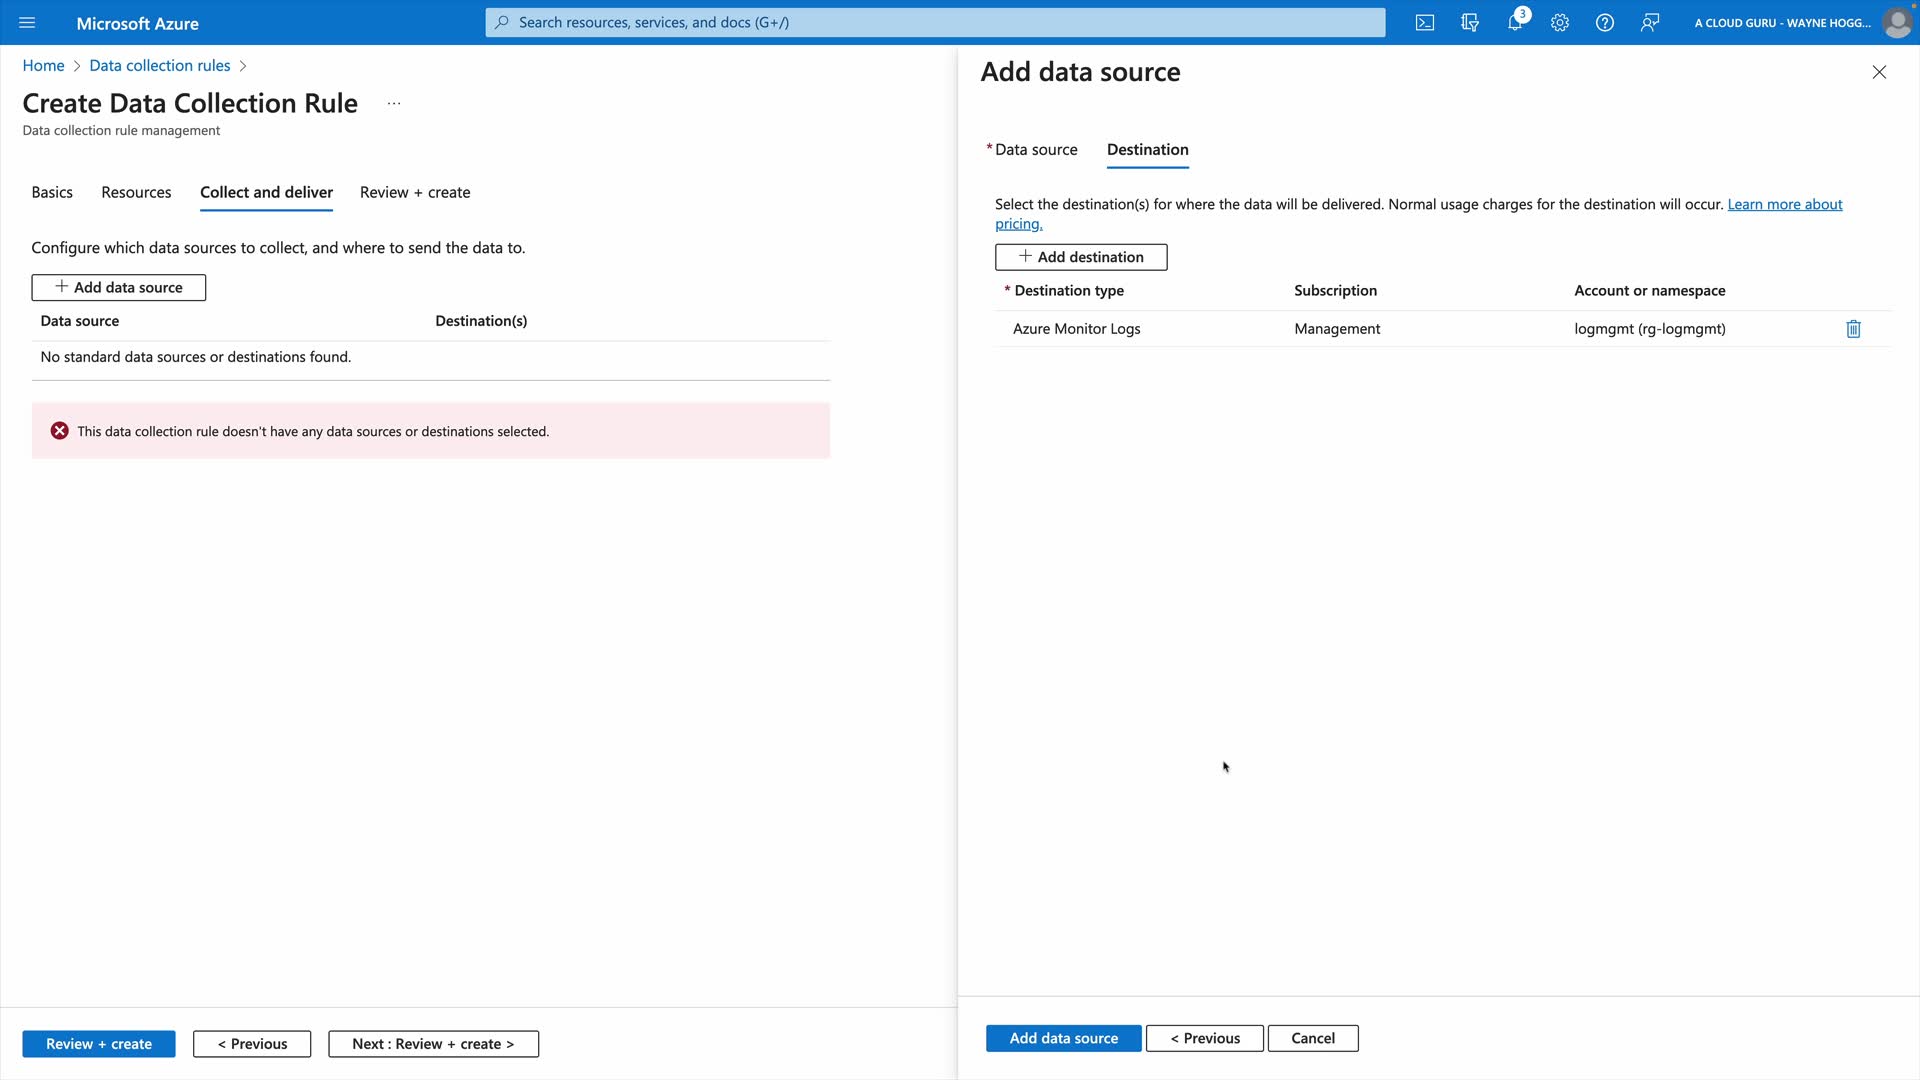 Microsoft Azure
Search resources, services, and docs (G+/)
3
A CLOUD GURU - WAYNE HOGG...
Home > Data collection rules >
Create Data Collection Rule ...
Data collection rule management
Basics Resources Collect and deliver Review + create
Configure which data sources to collect, and where to send the data to.
+ Add data source
Data source Destination(s)
No standard data sources or destinations found.
This data collection rule doesn't have any data sources or destinations selected.
Review + create < Previous Next : Review + create >
Add data source
* Data source Destination
Select the destination(s) for where the data will be delivered. Normal usage charges for the destination will occur. Learn more about
pricing.
+ Add destination
* Destination type Subscription Account or namespace
Azure Monitor Logs Management logmgmt (rg-logmgmt)
Add data source < Previous Cancel